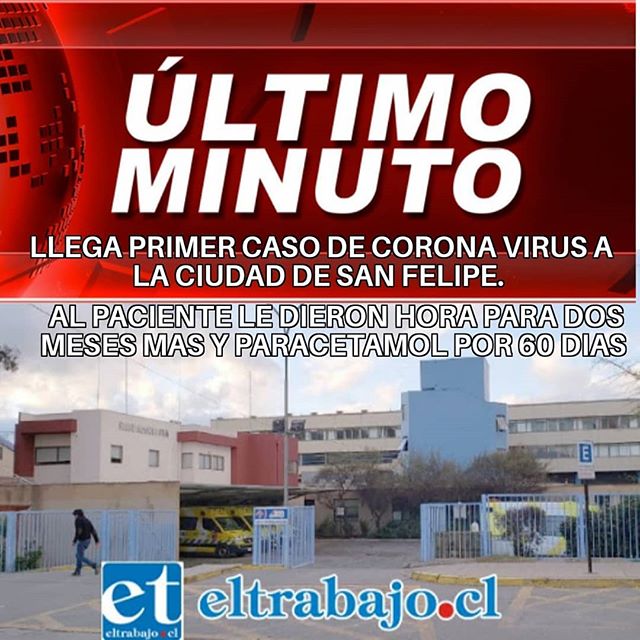 ÚLTIMO
MINUTO
LLEGA PRIMER CASO DE CORONA VIRUS A
LA CIUDAD DE SAN FELIPE.
AL PACIENTE LE DIERON HORA PARA DOS
MESES MAS Y PARACETAMOL POR 60 DIAS
E
et eltrabajo.cl
eltrabajo.cl